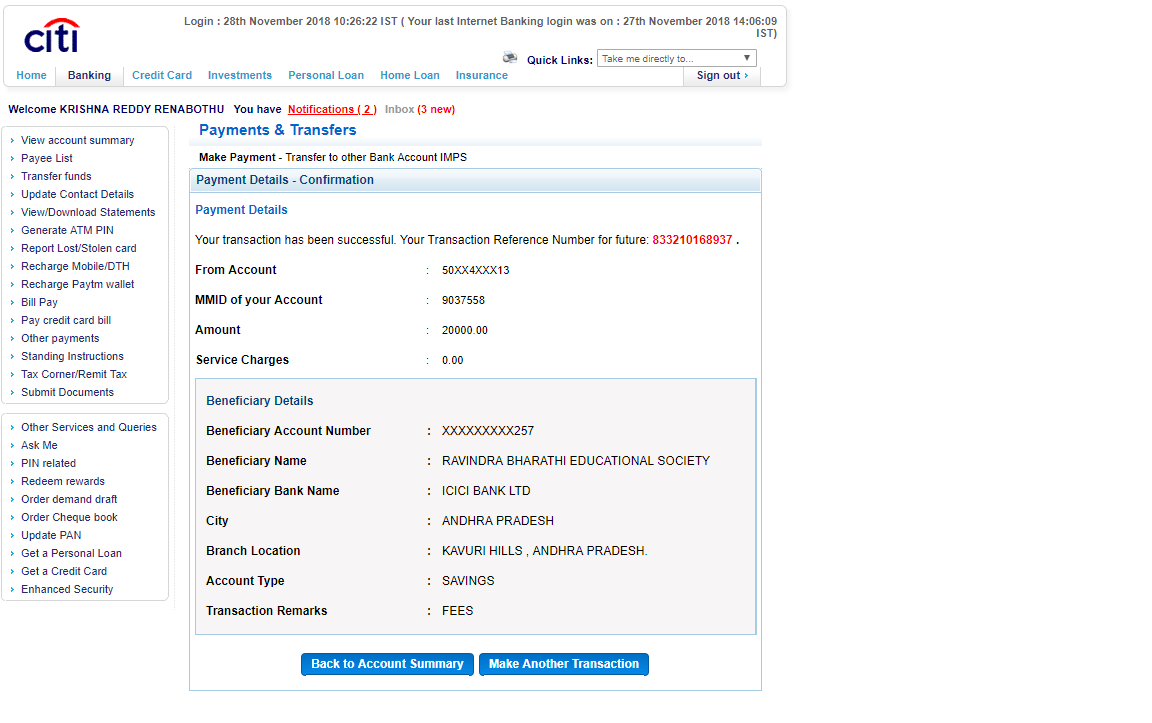 citi
Login : 28th November 2018 10:26:22 IST ( Your last Internet Banking login was on : 27th November 2018 14:06:09
IST)
Quick Links: Take me directly to...
Home Banking Credit Card Investments Personal Loan Home Loan Insurance Sign out ›
Welcome KRISHNA REDDY RENABOTHU You have Notifications ( 2 ) Inbox (3 new)
View account summary
Payee List
Transfer funds
Update Contact Details
View/Download Statements
Generate ATM PIN
Report Lost/Stolen card
Recharge Mobile/DTH
Recharge Paytm wallet
Bill Pay
Pay credit card bill
Other payments
Standing Instructions
Tax Corner/Remit Tax
Submit Documents
Other Services and Queries
Ask Me
PIN related
Redeem rewards
Order demand draft
Order Cheque book
Update PAN
Get a Personal Loan
Get a Credit Card
Enhanced Security
Payments & Transfers
Make Payment - Transfer to other Bank Account IMPS
Payment Details - Confirmation
Payment Details
Your transaction has been successful. Your Transaction Reference Number for future: 833210168937 .
From Account : 50XX4XXX13
MMID of your Account : 9037558
Amount : 20000.00
Service Charges : 0.00
Beneficiary Details
Beneficiary Account Number : XXXXXXXXX257
Beneficiary Name : RAVINDRA BHARATHI EDUCATIONAL SOCIETY
Beneficiary Bank Name : ICICI BANK LTD
City : ANDHRA PRADESH
Branch Location : KAVURI HILLS , ANDHRA PRADESH.
Account Type : SAVINGS
Transaction Remarks : FEES
Back to Account Summary Make Another Transaction